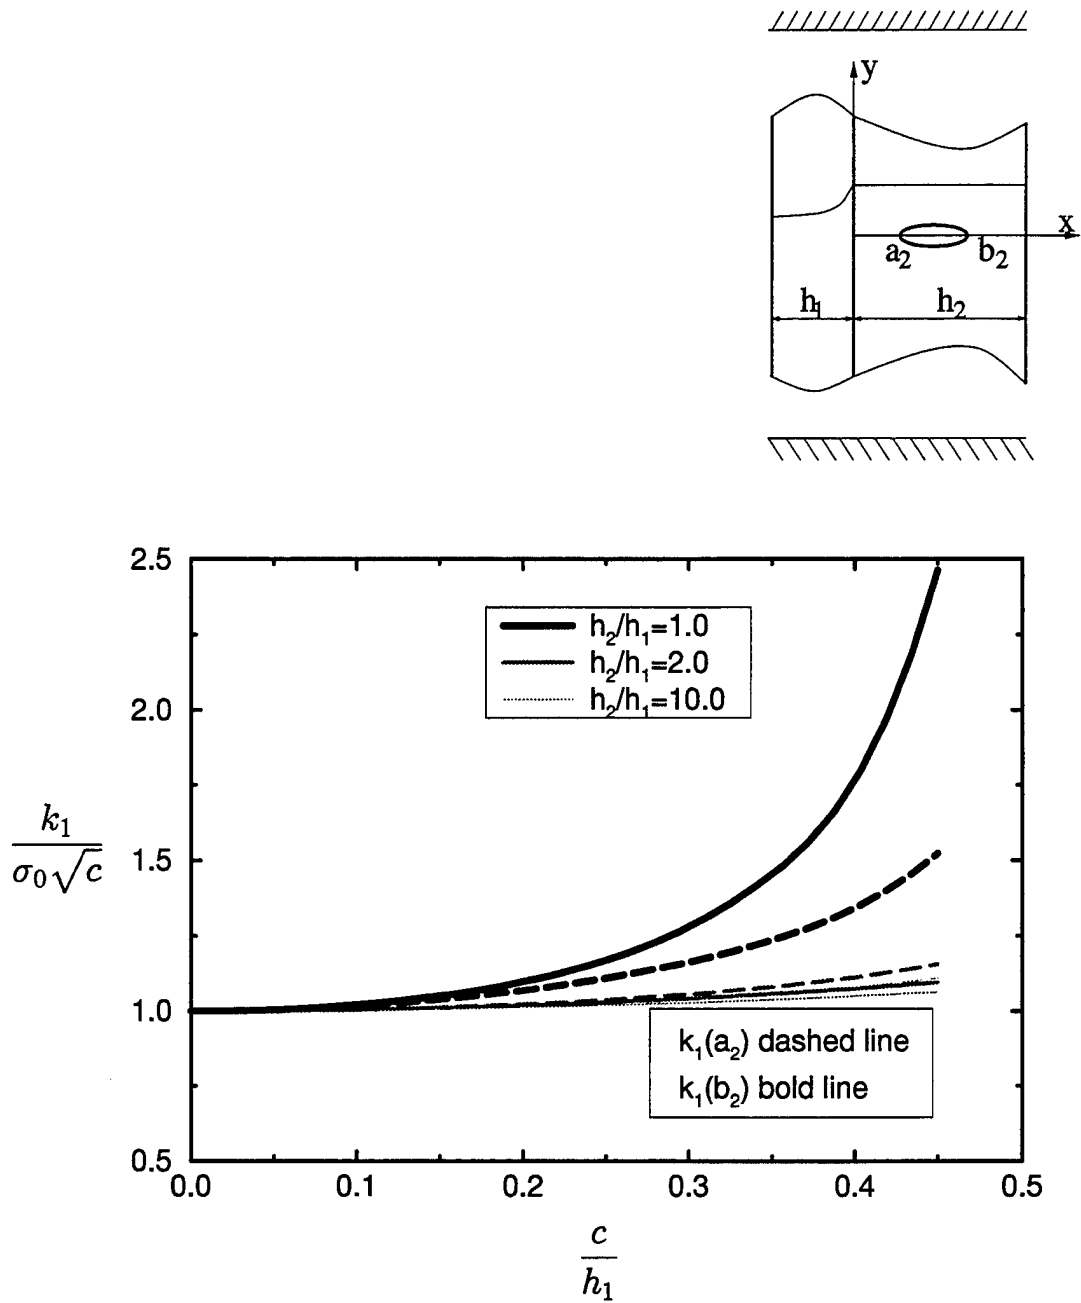 y
x
a₂ b₂
h₁ h₂
2.5
h₂/h₁=1.0
h₂/h₁=2.0
h₂/h₁=10.0
2.0
k₁
σ₀√c
1.5
1.0
k₁(a₂) dashed line
k₁(b₂) bold line
0.5
0.0 0.1 0.2 0.3 0.4 0.5
c
h₁